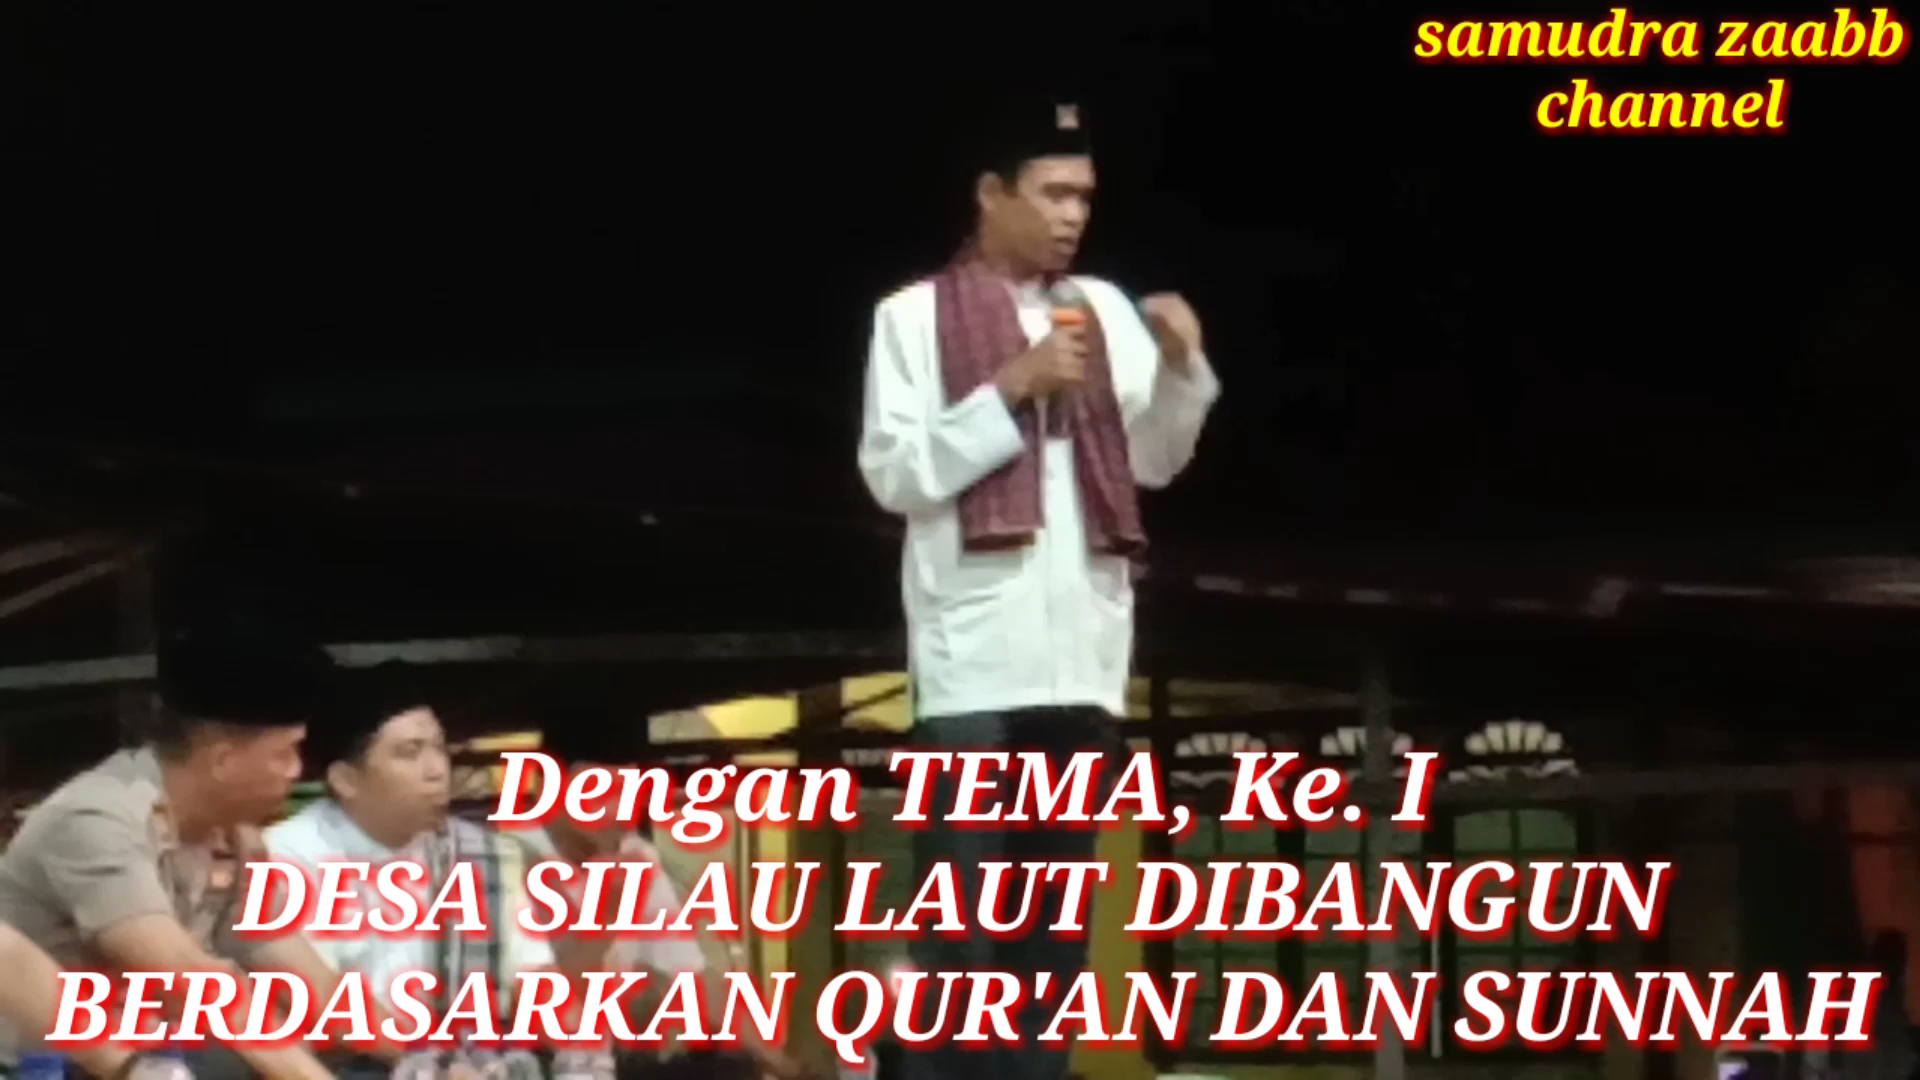 samudra zaabb
channel
Dengan TEMA, Ke. I
DESA SILAU LAUT DIBANGUN
BERDASARKAN QUR'AN DAN SUNNAH